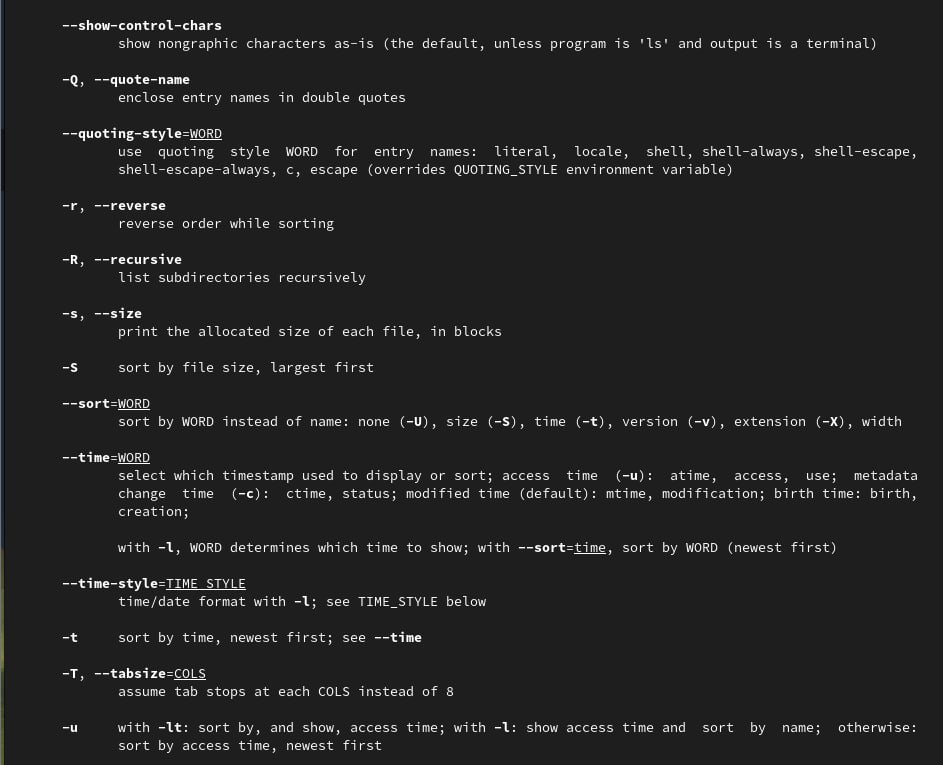 --show-control-chars
show nongraphic characters as-is (the default, unless program is 'ls' and output is a terminal)
-Q, --quote-name
enclose entry names in double quotes
--quoting-style=WORD
use quoting style WORD for entry names: literal, locale, shell, shell-always, shell-escape,
shell-escape-always, c, escape (overrides QUOTING_STYLE environment variable)
-r, --reverse
reverse order while sorting
-R, --recursive
list subdirectories recursively
-s, --size
print the allocated size of each file, in blocks
-S sort by file size, largest first
--sort=WORD
sort by WORD instead of name: none (-U), size (-S), time (-t), version (-v), extension (-X), width
--time=WORD
select which timestamp used to display or sort; access time (-u): atime, access, use; metadata
change time (-c): ctime, status; modified time (default): mtime, modification; birth time: birth,
creation;
with -l, WORD determines which time to show; with --sort=time, sort by WORD (newest first)
--time-style=TIME_STYLE
time/date format with -l; see TIME_STYLE below
-t sort by time, newest first; see --time
-T, --tabsize=COLS
assume tab stops at each COLS instead of 8
-u with -lt: sort by, and show, access time; with -l: show access time and sort by name; otherwise:
sort by access time, newest first